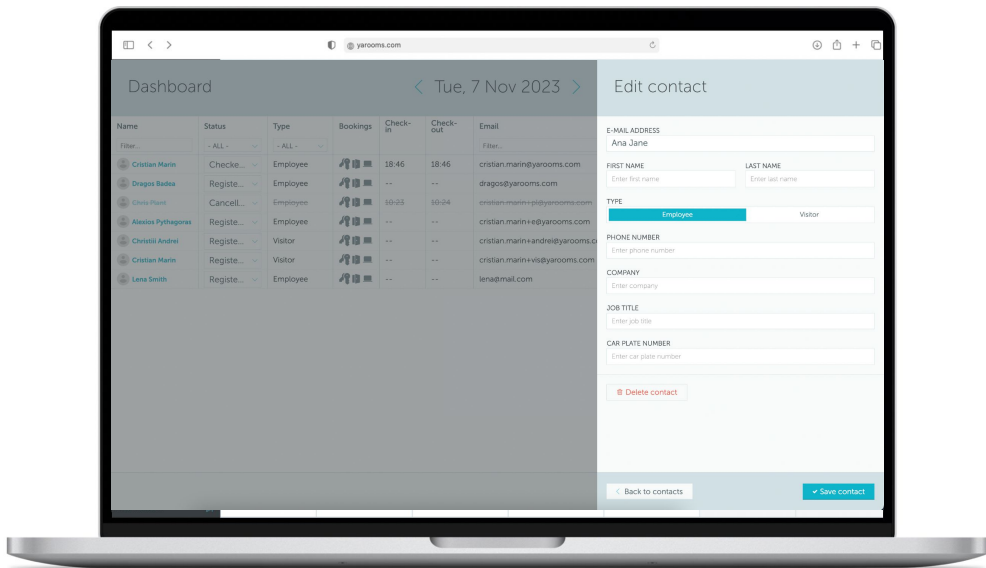 yarooms.com
Dashboard
Tue, 7 Nov 2023
Name Status Type Bookings Check-in Check-out Email
Filter... - ALL - - ALL - Filter...
Cristian Marin Checke... Employee 18:46 18:46 cristian.marin@yarooms.com
Dragos Badea Registe... Employee -- -- dragos@yarooms.com
Cancell... Employee 10:23 10:24
Alexios Pythagoras Registe... Employee -- -- cristian.marin+e@yarooms.com
Registe... Visitor -- -- cristian.marin+andrei@yarooms.c
Cristian Marin Registe... Visitor -- -- cristian.marin+vis@yarooms.com
Lena Smith Registe... Employee -- -- lena@mail.com
Edit contact
E-MAIL ADDRESS
Ana Jane
FIRST NAME LAST NAME
Enter first name Enter last name
TYPE
Employee Visitor
PHONE NUMBER
Enter phone number
COMPANY
Enter company
JOB TITLE
Enter job title
CAR PLATE NUMBER
Enter car plate number
Delete contact
Back to contacts Save contact